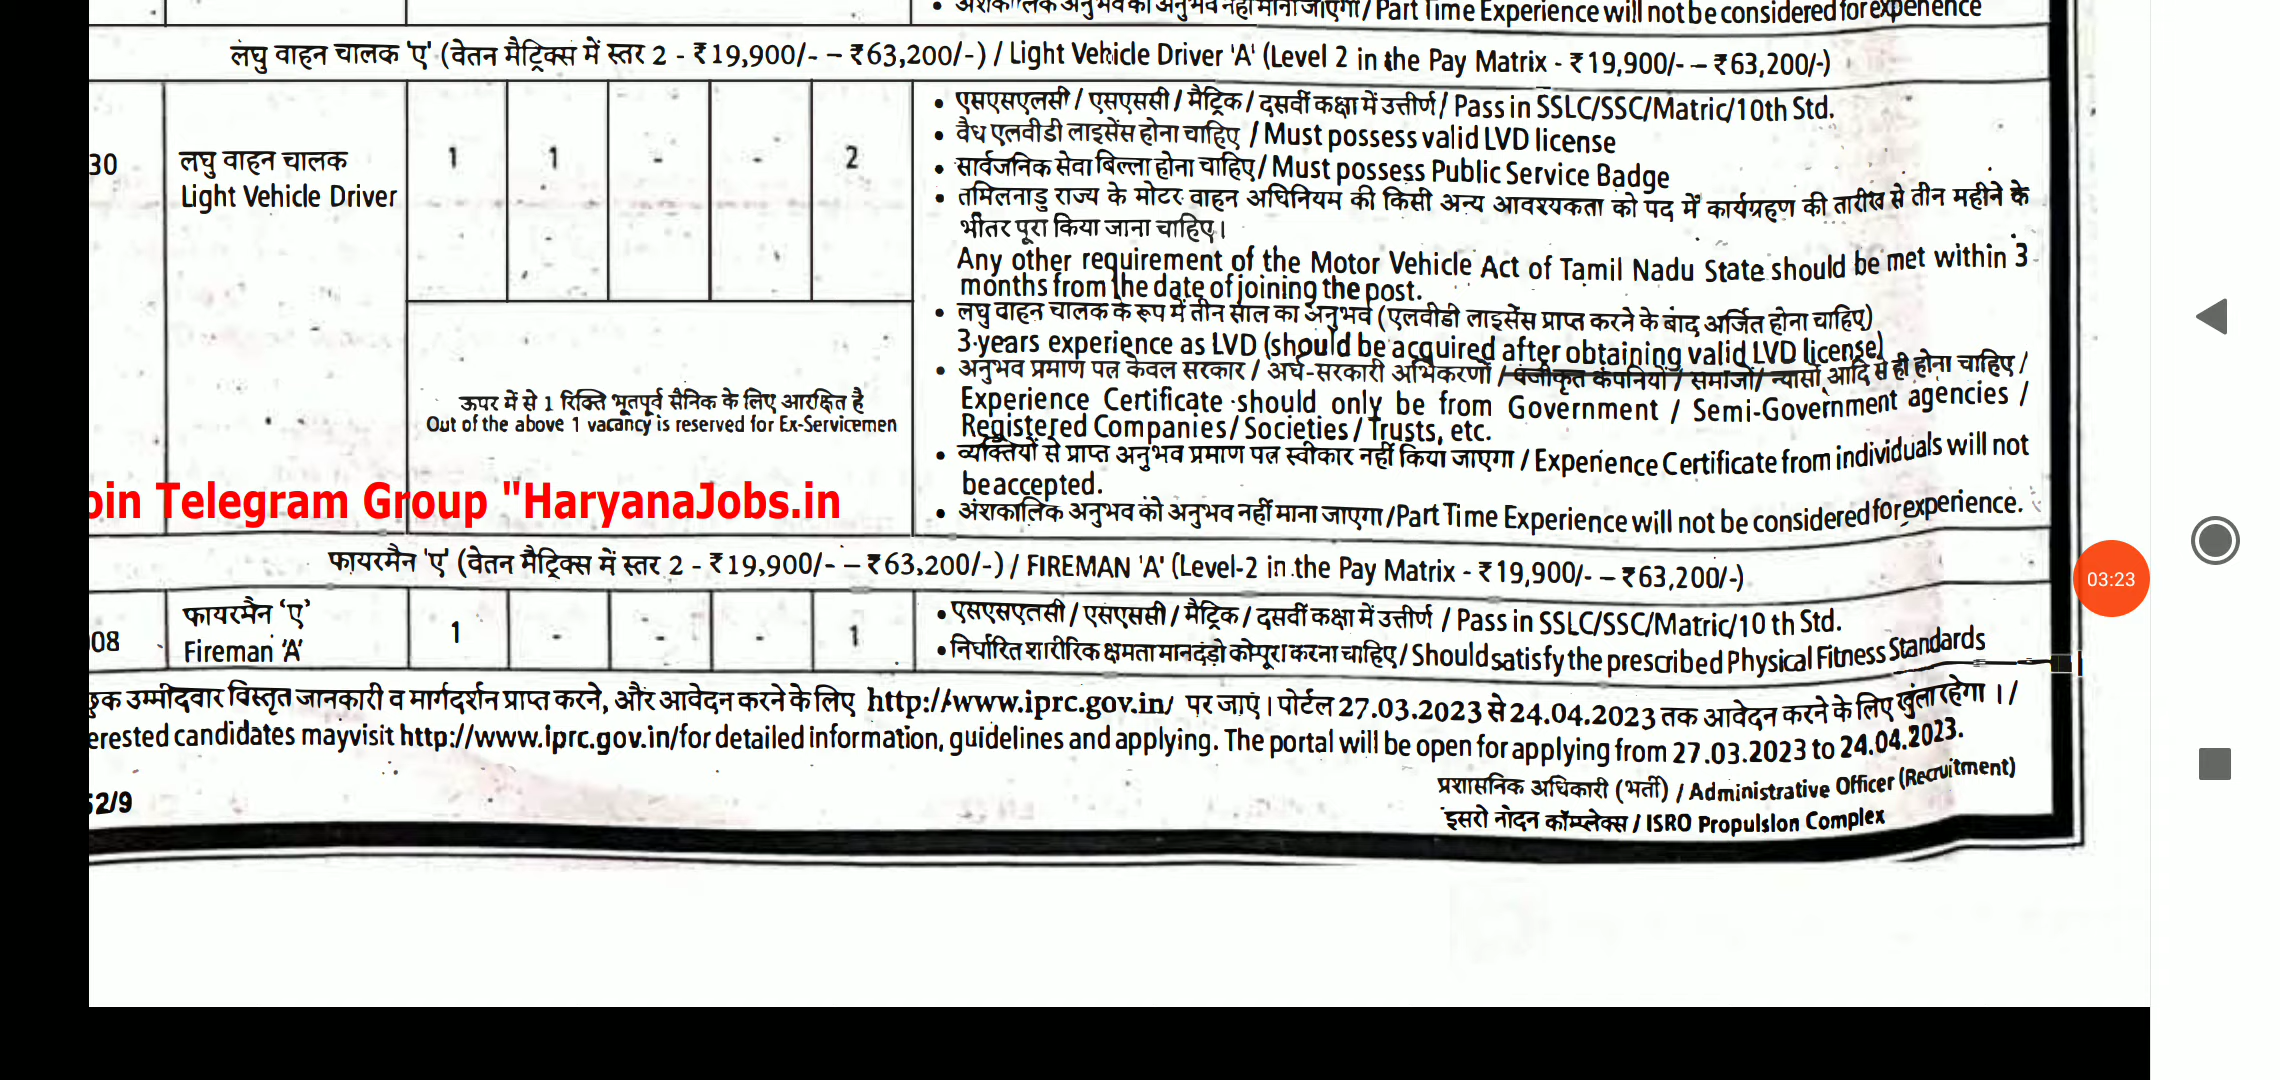 अंशकालिक अनुभव को अनुभव नहीं माना जाएगा / Part Time Experience will not be considered for experience
लघु वाहन चालक 'ए' (वेतन मैट्रिक्स में स्तर 2 - ₹19,900/- – ₹63,200/-) / Light Vehicle Driver 'A' (Level 2 in the Pay Matrix - ₹19,900/- – ₹63,200/-)
30
लघु वाहन चालक
Light Vehicle Driver
1 1 - - 2
- - - - -
ऊपर में से 1 रिक्ति भूतपूर्व सैनिक के लिए आरक्षित है
Out of the above 1 vacancy is reserved for Ex-Servicemen
• एसएसएलसी / एसएससी / मैट्रिक / दसवीं कक्षा में उत्तीर्ण / Pass in SSLC/SSC/Matric/10th Std.
• वैध एलवीडी लाइसेंस होना चाहिए / Must possess valid LVD license
• सार्वजनिक सेवा बिल्ला होना चाहिए / Must possess Public Service Badge
• तमिलनाडु राज्य के मोटर वाहन अधिनियम की किसी अन्य आवश्यकता को पद में कार्यग्रहण की तारीख से तीन महीने के
भीतर पूरा किया जाना चाहिए।
Any other requirement of the Motor Vehicle Act of Tamil Nadu State should be met within 3
months from the date of joining the post.
• लघु वाहन चालक के रूप में तीन साल का अनुभव (एलवीडी लाइसेंस प्राप्त करने के बाद अर्जित होना चाहिए)
3 years experience as LVD (should be acquired after obtaining valid LVD license)
• अनुभव प्रमाण पत्र केवल सरकार / अर्ध-सरकारी अभिकरणों / पंजीकृत कंपनियों / समाजों / न्यासों आदि से ही होना चाहिए /
Experience Certificate should only be from Government / Semi-Government agencies /
Registered Companies / Societies / Trusts, etc.
• व्यक्तियों से प्राप्त अनुभव प्रमाण पत्र स्वीकार नहीं किया जाएगा / Experience Certificate from individuals will not
be accepted.
• अंशकालिक अनुभव को अनुभव नहीं माना जाएगा / Part Time Experience will not be considered for experience.
oin Telegram Group "HaryanaJobs.in
फायरमैन 'ए' (वेतन मैट्रिक्स में स्तर 2 - ₹19,900/- – ₹63,200/-) / FIREMAN 'A' (Level-2 in the Pay Matrix - ₹19,900/- – ₹63,200/-)
008
फायरमैन 'ए'
Fireman 'A'
1 - - - 1
• एसएसएलसी / एसएससी / मैट्रिक / दसवीं कक्षा में उत्तीर्ण / Pass in SSLC/SSC/Matric/10 th Std.
• निर्धारित शारीरिक क्षमता मानदंडो को पूरा करना चाहिए / Should satisfy the prescribed Physical Fitness Standards
छुक उम्मीदवार विस्तृत जानकारी व मार्गदर्शन प्राप्त करने, और आवेदन करने के लिए http://www.iprc.gov.in/ पर जाएं। पोर्टल 27.03.2023 से 24.04.2023 तक आवेदन करने के लिए खुला रहेगा। /
erested candidates may visit http://www.iprc.gov.in/ for detailed information, guidelines and applying. The portal will be open for applying from 27.03.2023 to 24.04.2023.
प्रशासनिक अधिकारी (भर्ती) / Administrative Officer (Recruitment)
इसरो नोदन कॉम्प्लेक्स / ISRO Propulsion Complex
62/9
03:23